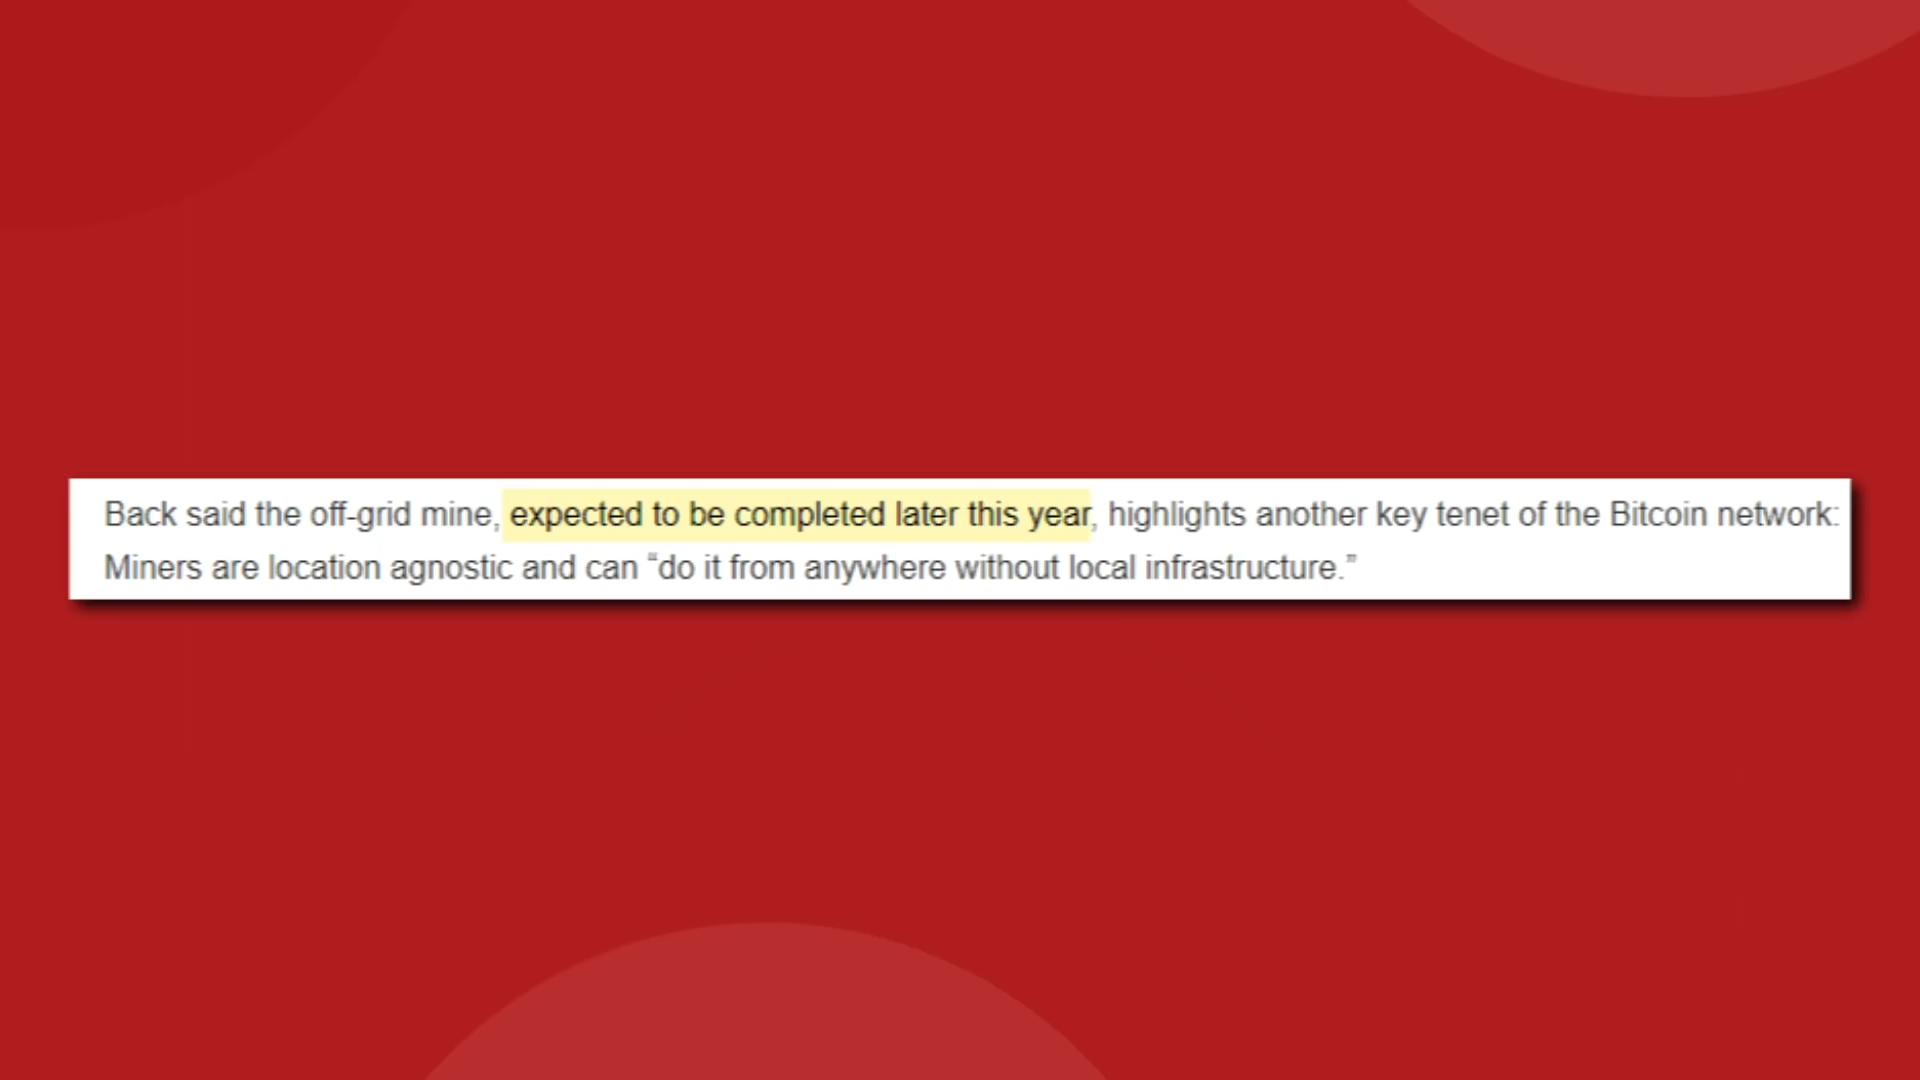 Back said the off-grid mine, expected to be completed later this year, highlights another key tenet of the Bitcoin network:
Miners are location agnostic and can “do it from anywhere without local infrastructure.”